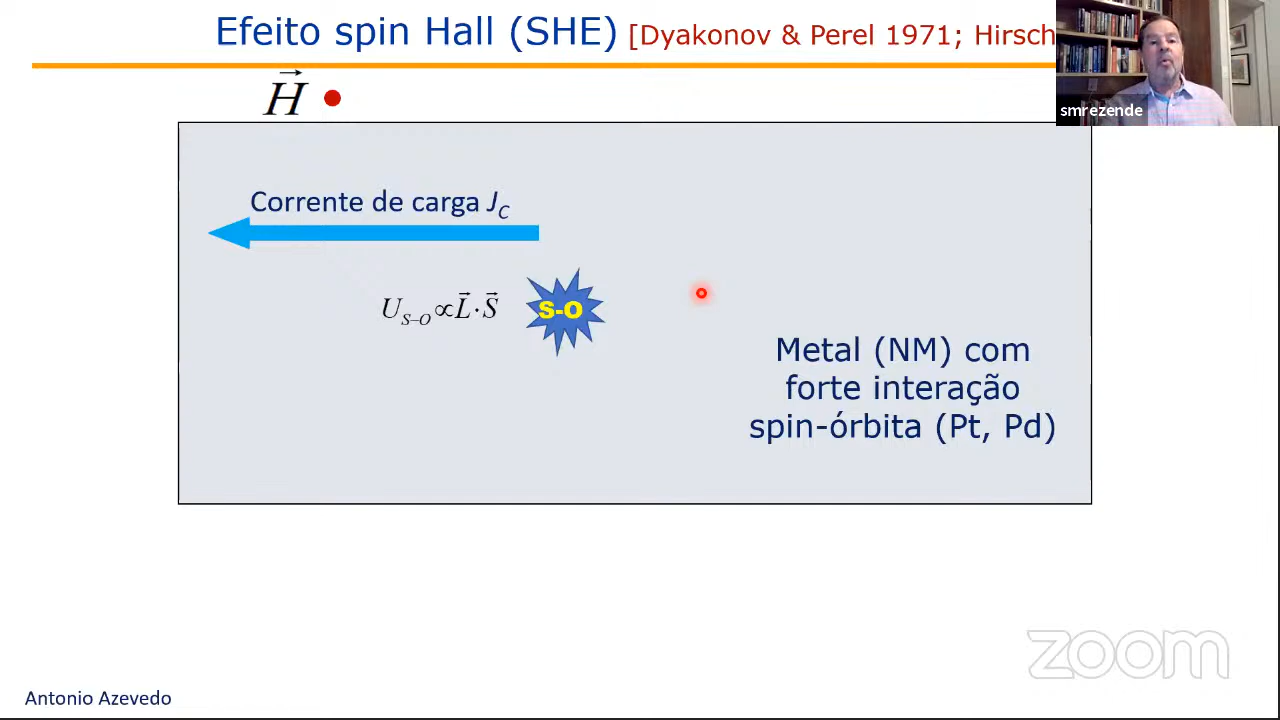 Efeito spin Hall (SHE) [Dyakonov & Perel 1971; Hirsch
smrezende
H
Corrente de carga J_C
U_{S–O} ∝ L⃗ · S⃗
S-O
Metal (NM) com
forte interação
spin-órbita (Pt, Pd)
zoom
Antonio Azevedo